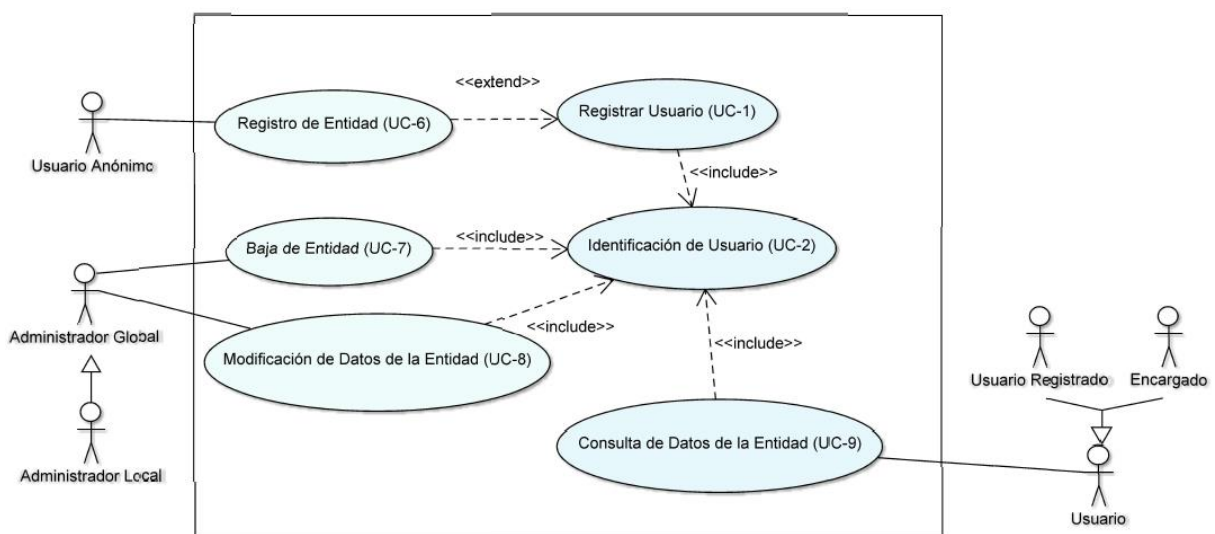 <<extend>>
Registro de Entidad (UC-6)
Registrar Usuario (UC-1)
Usuario Anónimo
<<include>>
Baja de Entidad (UC-7)
<<include>>
Identificación de Usuario (UC-2)
Administrador Global
<<include>>
Modificación de Datos de la Entidad (UC-8)
<<include>>
Usuario Registrado
Encargado
Consulta de Datos de la Entidad (UC-9)
Administrador Local
Usuario